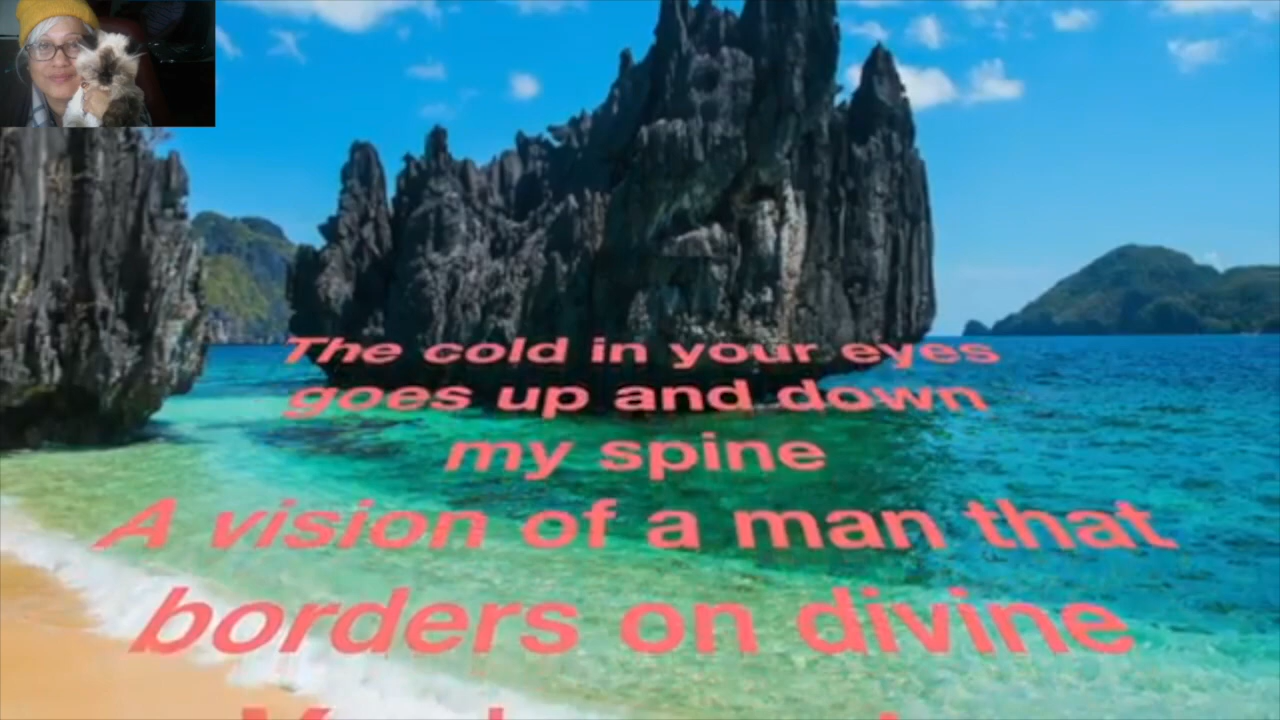 The cold in your eyes
goes up and down
my spine
A vision of a man that
borders on divine